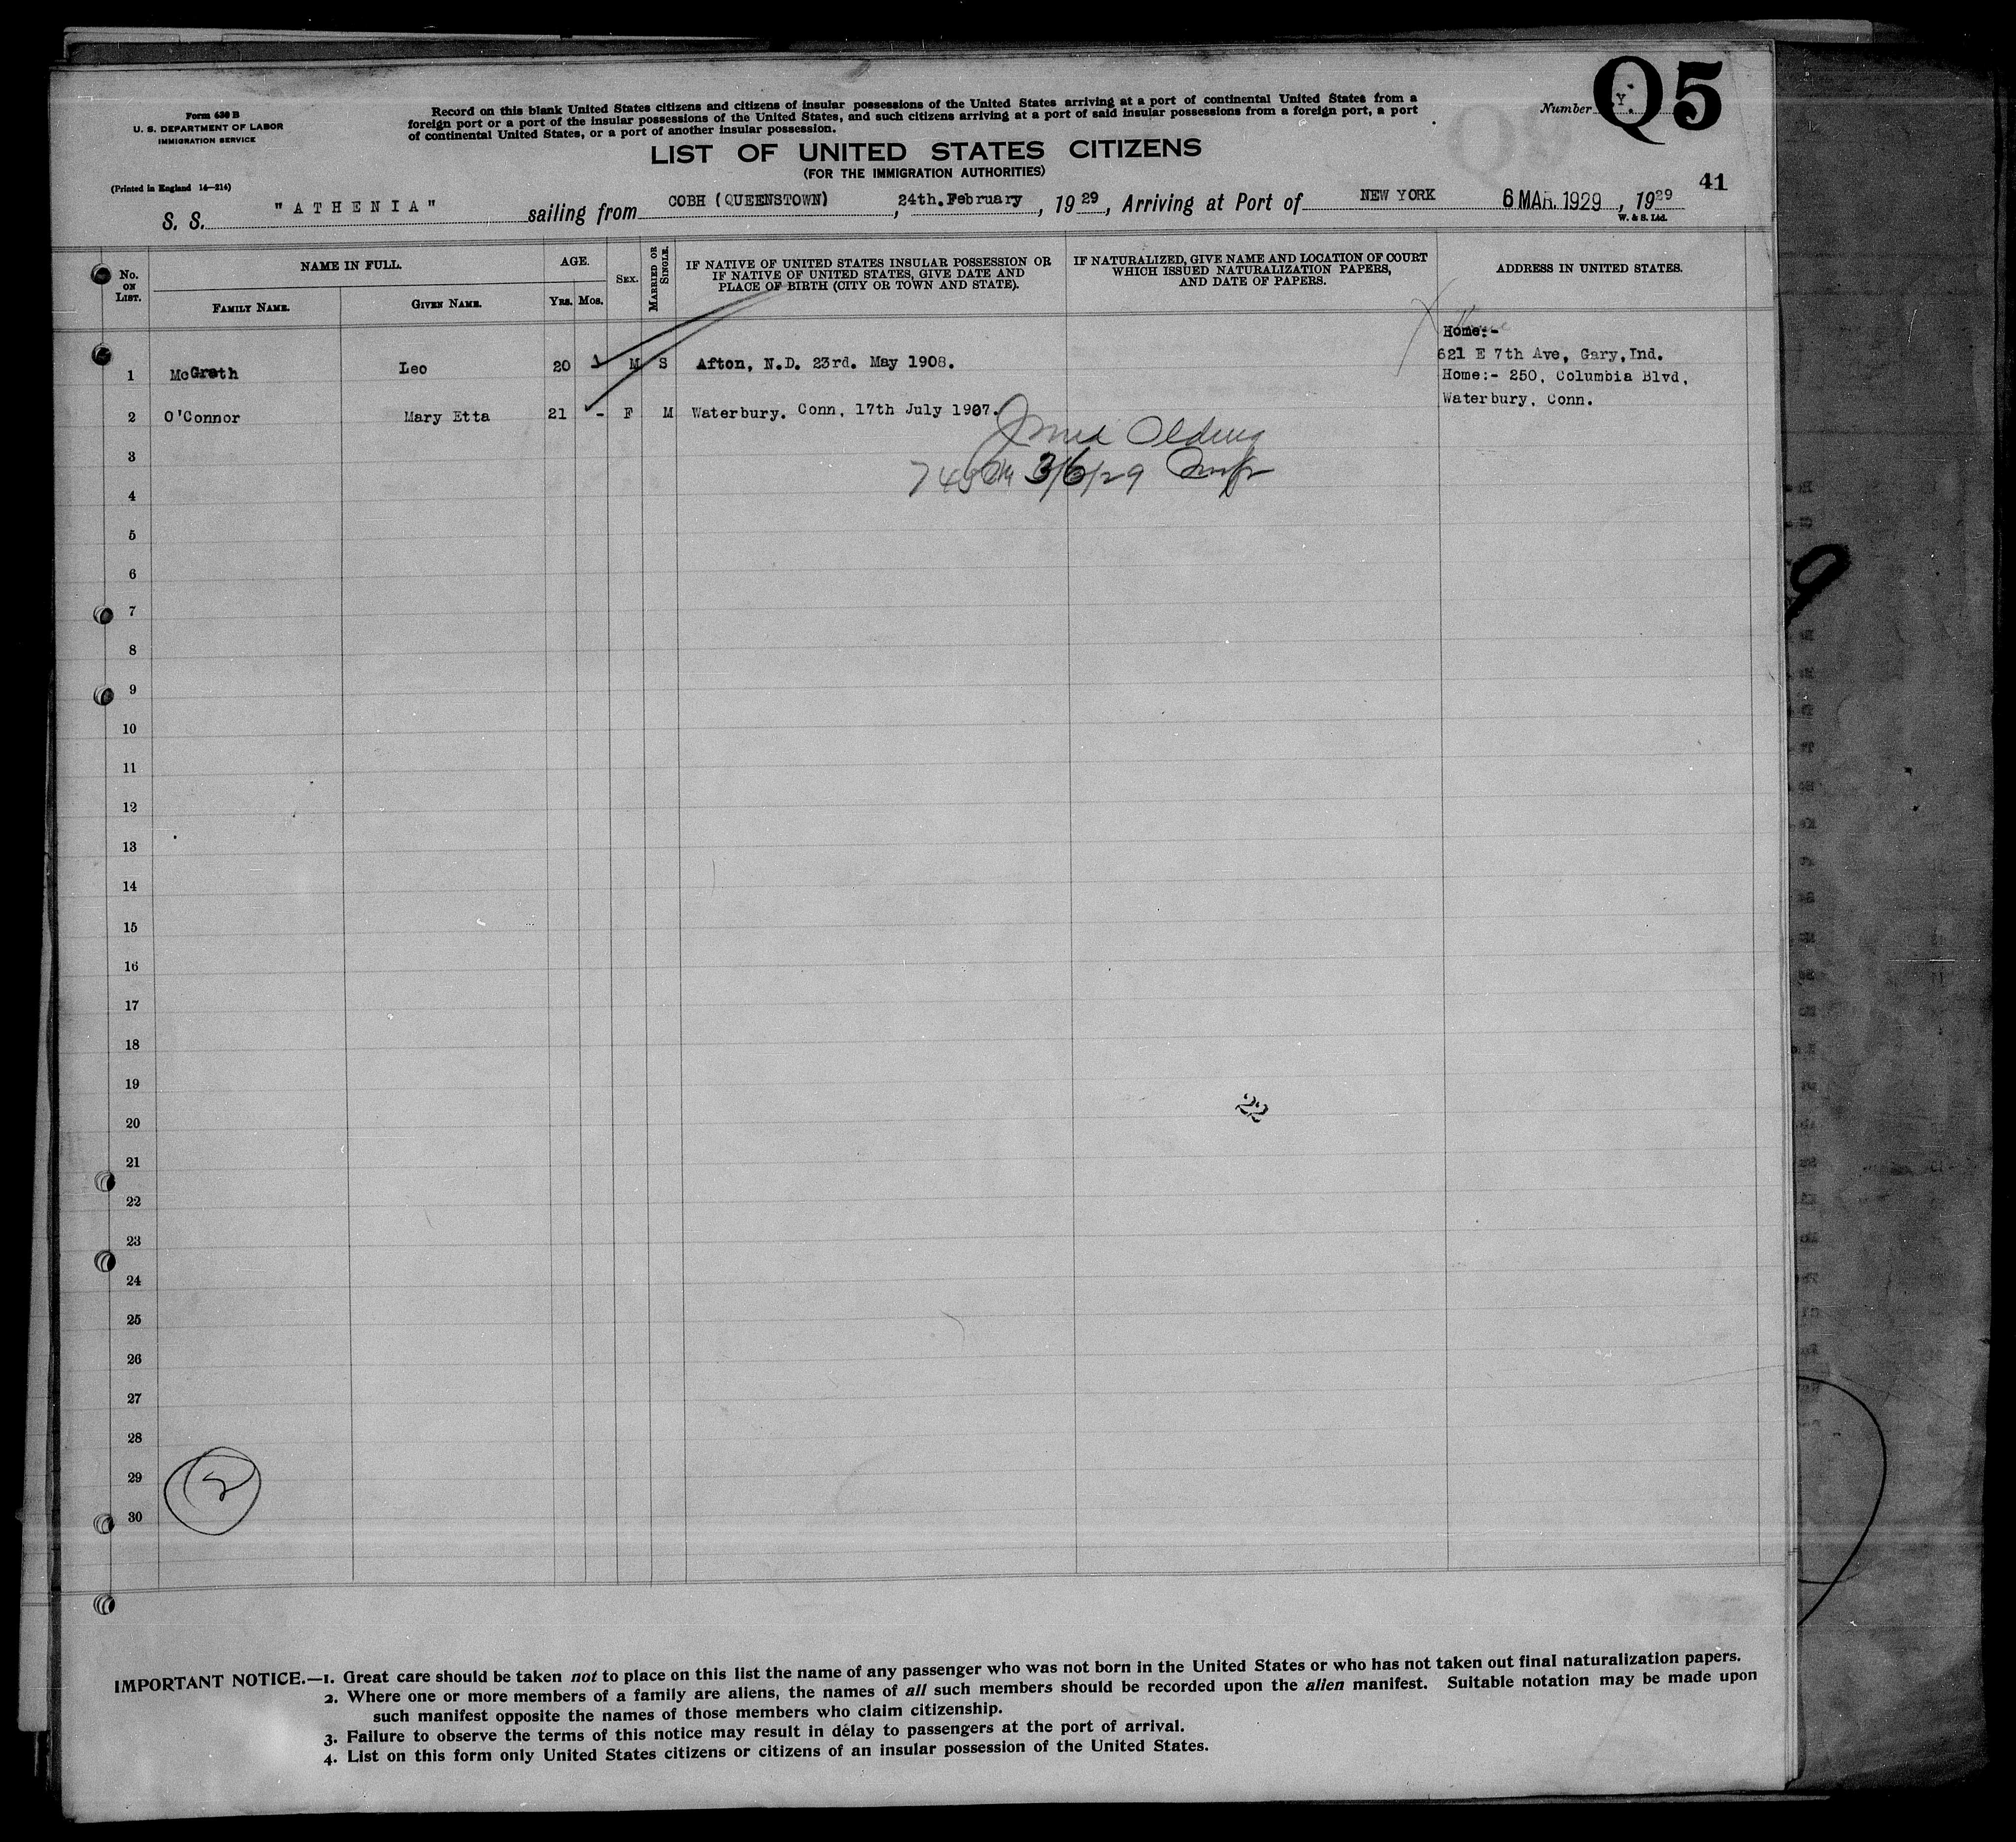 Form 630 B
U. S. DEPARTMENT OF LABOR
IMMIGRATION SERVICE
(Printed in England 14—214)
Record on this blank United States citizens and citizens of insular possessions of the United States arriving at a port of continental United States from a
foreign port or a port of the insular possessions of the United States, and such citizens arriving at a port of said insular possessions from a foreign port, a port
of continental United States, or a port of another insular possession.
Number Y. Q5
LIST OF UNITED STATES CITIZENS
(FOR THE IMMIGRATION AUTHORITIES)
41
S. S. "ATHENIA" sailing from COBH (QUEENSTOWN), 24th. February, 1929, Arriving at Port of NEW YORK 6 MAR. 1929, 1929
W. & S. Ltd.
No. ON LIST.
NAME IN FULL.
FAMILY NAME.
GIVEN NAME.
AGE.
YRS. MOS.
SEX.
MARRIED OR SINGLE.
IF NATIVE OF UNITED STATES INSULAR POSSESSION OR
IF NATIVE OF UNITED STATES, GIVE DATE AND
PLACE OF BIRTH (CITY OR TOWN AND STATE).
IF NATURALIZED, GIVE NAME AND LOCATION OF COURT
WHICH ISSUED NATURALIZATION PAPERS,
AND DATE OF PAPERS.
ADDRESS IN UNITED STATES.
Home:-
1 McGrath Leo 20 M S Afton, N.D. 23rd. May 1908. 621 E 7th Ave, Gary, Ind.
Home:- 250, Columbia Blvd,
2 O'Connor Mary Etta 21 - F M Waterbury. Conn, 17th July 1907. Waterbury, Conn.
3
3/6/29
4
5
6
7
8
9
10
11
12
13
14
15
16
17
18
19
20
21
22
23
24
25
26
27
28
29
2
30
IMPORTANT NOTICE.—1. Great care should be taken not to place on this list the name of any passenger who was not born in the United States or who has not taken out final naturalization papers.
2. Where one or more members of a family are aliens, the names of all such members should be recorded upon the alien manifest. Suitable notation may be made upon
such manifest opposite the names of those members who claim citizenship.
3. Failure to observe the terms of this notice may result in délay to passengers at the port of arrival.
4. List on this form only United States citizens or citizens of an insular possession of the United States.